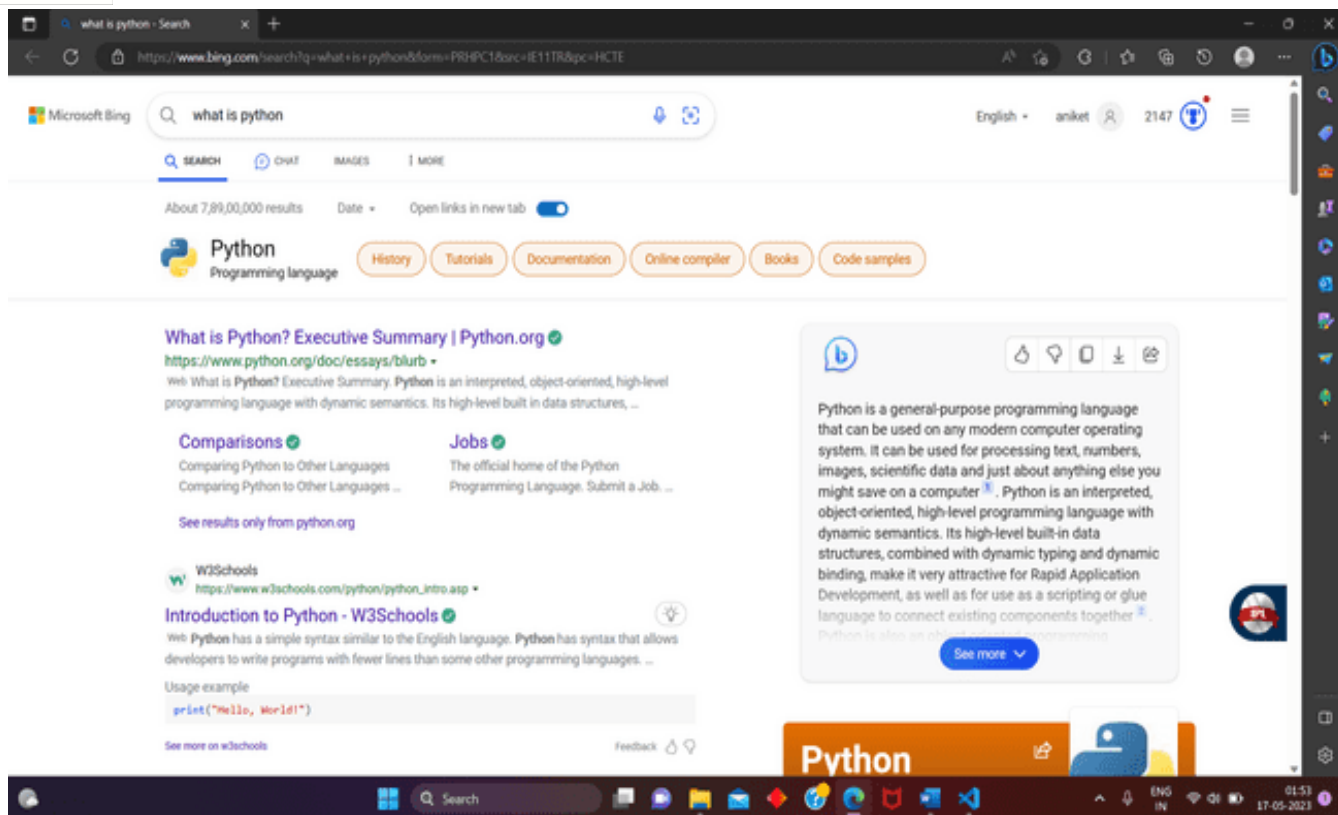 what is python - Search
https://www.bing.com/search?q=what+is+python&form=PRHPC1&src=IE11TR&pc=HCTE
Microsoft Bing
what is python
English
aniket
2147
SEARCH
CHAT
IMAGES
MORE
About 7,89,00,000 results
Date
Open links in new tab
Python
Programming language
History
Tutorials
Documentation
Online compiler
Books
Code samples
What is Python? Executive Summary | Python.org
https://www.python.org/doc/essays/blurb
Web What is Python? Executive Summary. Python is an interpreted, object-oriented, high-level
programming language with dynamic semantics. Its high-level built in data structures, ...
Comparisons
Comparing Python to Other Languages
Comparing Python to Other Languages ...
Jobs
The official home of the Python
Programming Language. Submit a Job. ...
See results only from python.org
W3Schools
https://www.w3schools.com/python/python_intro.asp
Introduction to Python - W3Schools
Web Python has a simple syntax similar to the English language. Python has syntax that allows
developers to write programs with fewer lines than some other programming languages. ...
Usage example
print("Hello, World!")
See more on w3schools
Feedback
Python is a general-purpose programming language
that can be used on any modern computer operating
system. It can be used for processing text, numbers,
images, scientific data and just about anything else you
might save on a computer 1 . Python is an interpreted,
object-oriented, high-level programming language with
dynamic semantics. Its high-level built-in data
structures, combined with dynamic typing and dynamic
binding, make it very attractive for Rapid Application
Development, as well as for use as a scripting or glue
language to connect existing components together 2 .
Python is also an object-oriented programming
See more
IPL
Python
Search
ENG
IN
01:53
17-05-2023